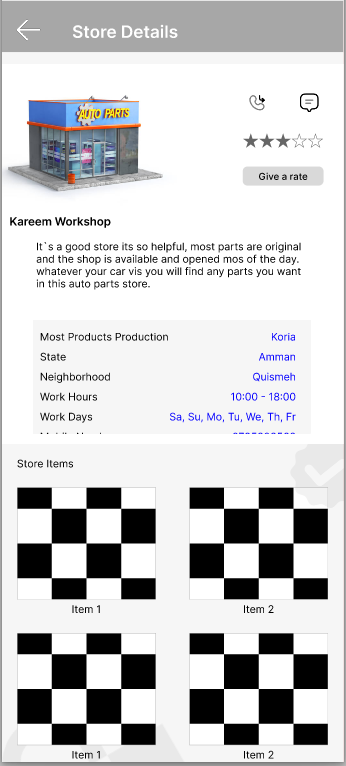 Store Details
AUTO PARTS
Give a rate
Kareem Workshop
It`s a good store its so helpful, most parts are original
and the shop is available and opened mos of the day.
whatever your car vis you will find any parts you want
in this auto parts store.
Most Products Production Koria
State Amman
Neighborhood Quismeh
Work Hours 10:00 - 18:00
Work Days Sa, Su, Mo, Tu, We, Th, Fr
Store Items
Item 1 Item 2
Item 1 Item 2